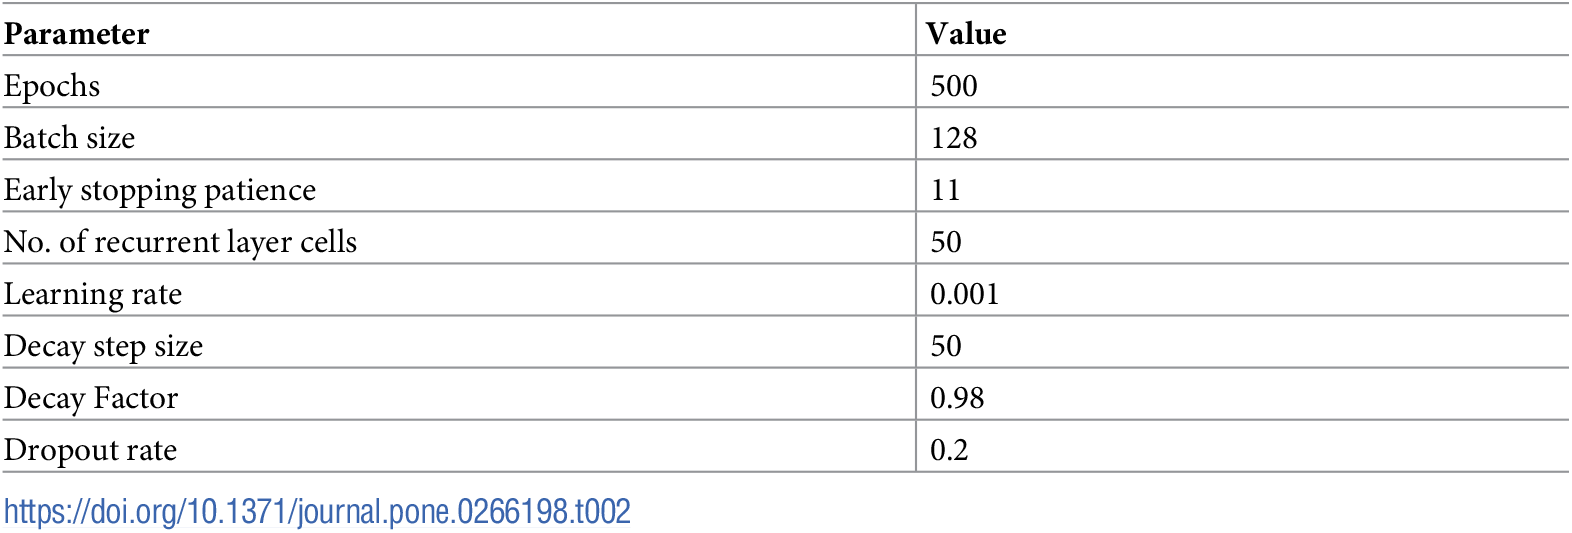 Parameter Value
Epochs 500
Batch size 128
Early stopping patience 11
No. of recurrent layer cells 50
Learning rate 0.001
Decay step size 50
Decay Factor 0.98
Dropout rate 0.2
https://doi.org/10.1371/journal.pone.0266198.t002